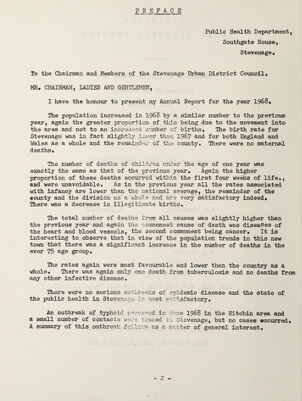 PREFACE
Public Health Department,
Southgate House,
Stevenage.
To the Chairman and Members of the Stevenage Urban District Council.
MR. CHAIRMAN, LADIES AND GENTLEMEN,
I have the honour to present my Annual Report for the year 1968.
The population increased in 1968 by a similar number to the previous
year, again the greater proportion of this being due to the movement into
the area and not to an increased number of births. The birth rate for
Stevenage was in fact slightly lower than 1967 and for both England and
Wales as a whole and the remainder of the county. There were no maternal
deaths.
The number of deaths of children under the age of one year was
exactly the same as that of the previous year. Again the higher
proportion of these deaths occurred within the first four weeks of life.,
and were unavoidable. As in the previous year all the rates associated
with infancy are lower than the national average, the remainder of the
county and the division as a whole and are very satisfactory indeed.
There was a decrease in illegitimate births.
The total number of deaths from all causes was slightly higher than
the previous year and again the commonest cause of death was diseases of
the heart and blood vessels, the second commonest being cancer. It is
interesting to observe that in view of the population trends in this new
town that there was a significant increase in the number of deaths in the
over 75 age group.
The rates again were most favourable and lower than the country as a
whole. There was again only one death from tuberculosis and no deaths from
any other infective disease.
There were no serious outbreaks of epidemic disease and the state of
the public health in Stevenage is most satisfactory.
An outbreak of typhoid occurred in June 1968 in the Hitchin area and
a small number of contacts were traced in Stevenage, but no cases occurred.
A summary of this outbreak follows as a matter of general interest.
- 2 -